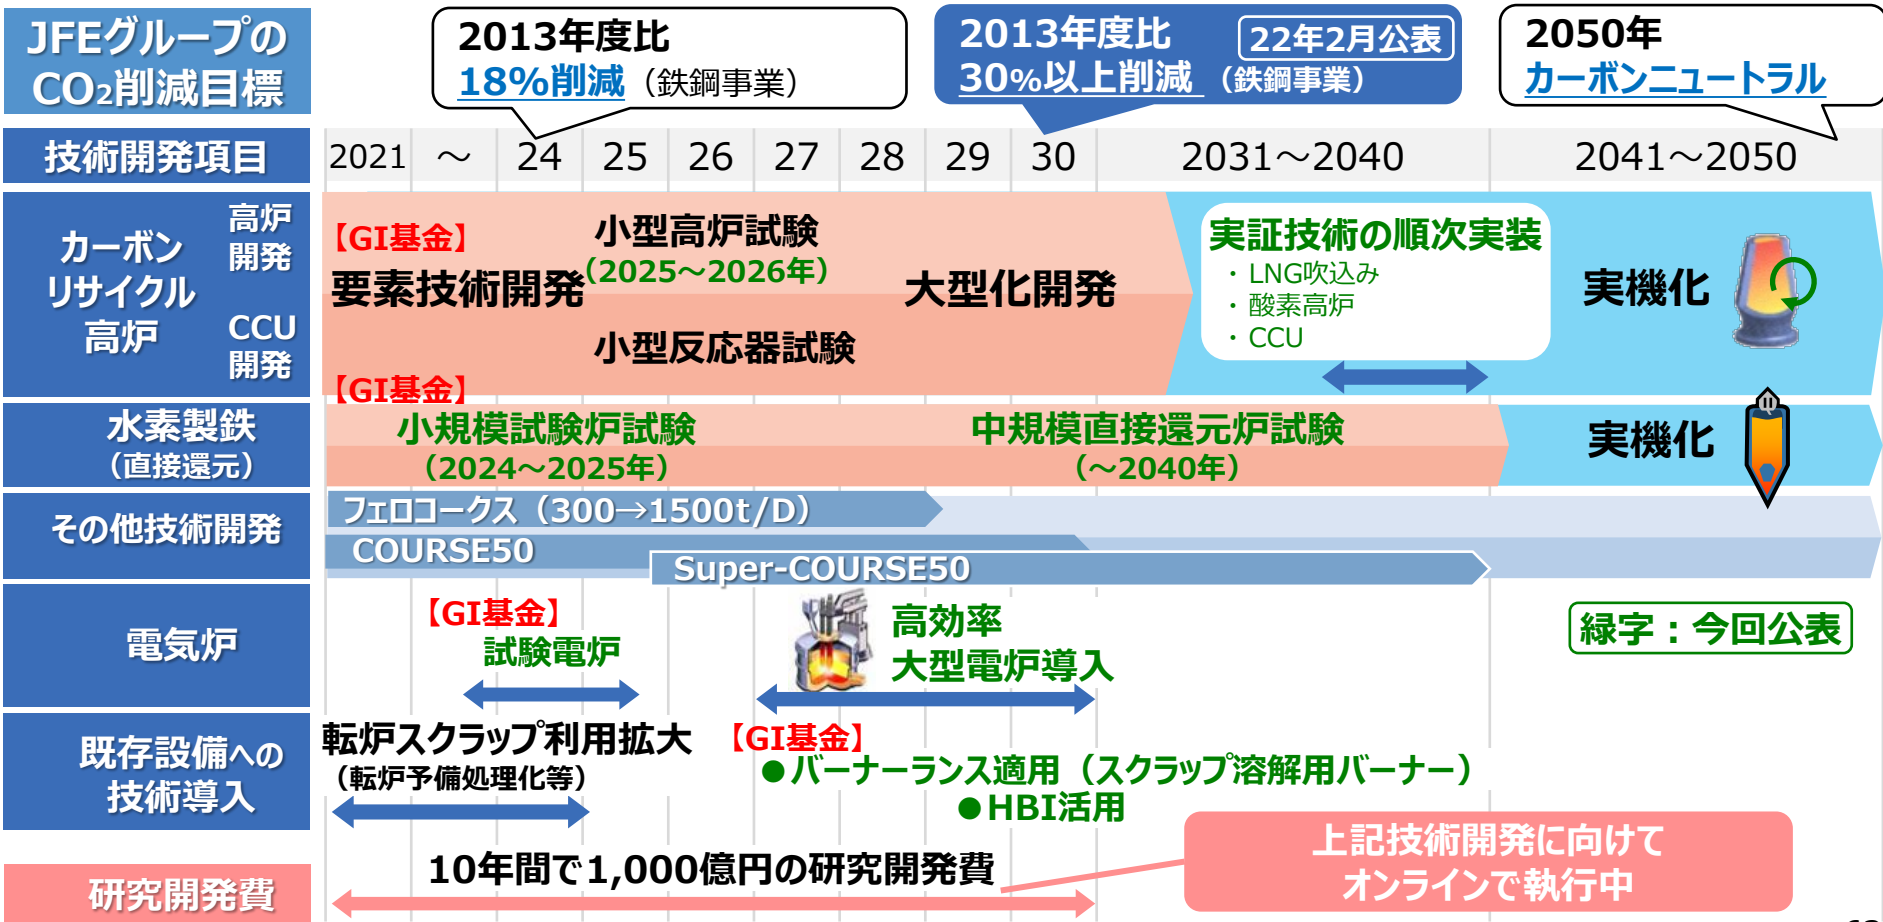 JFEグループの
CO₂削減目標
2013年度比
18%削減（鉄鋼事業）
2013年度比
22年2月公表
30%以上削減（鉄鋼事業）
2050年
カーボンニュートラル
技術開発項目
2021 ～ 24 25 26 27 28 29 30 2031～2040 2041～2050
カーボン
リサイクル
高炉
高炉
開発
CCU
開発
【GI基金】
要素技術開発
小型高炉試験
（2025～2026年）
大型化開発
小型反応器試験
【GI基金】
実証技術の順次実装
・ LNG吹込み
・ 酸素高炉
・ CCU
実機化
水素製鉄
（直接還元）
小規模試験炉試験
（2024～2025年）
中規模直接還元炉試験
（～2040年）
実機化
その他技術開発
フェロコークス（300→1500t/D）
COURSE50
Super-COURSE50
電気炉
【GI基金】
試験電炉
高効率
大型電炉導入
緑字：今回公表
既存設備への
技術導入
転炉スクラップ利用拡大
（転炉予備処理化等）
【GI基金】
●バーナーランス適用（スクラップ溶解用バーナー）
●HBI活用
研究開発費
10年間で1,000億円の研究開発費
上記技術開発に向けて
オンラインで執行中